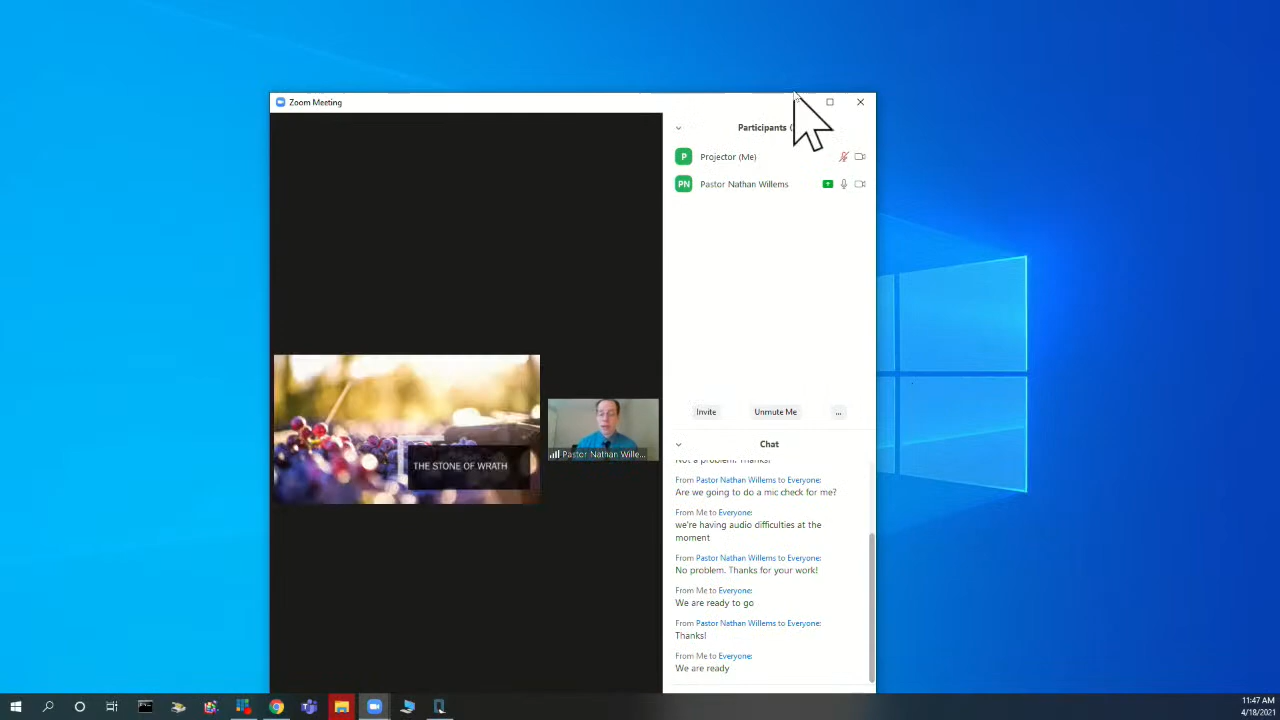 Zoom Meeting
Participants (
P Projector (Me)
PN Pastor Nathan Willems
Invite Unmute Me ...
Chat
Not a problem. Thanks!
From Pastor Nathan Willems to Everyone:
Are we going to do a mic check for me?
From Me to Everyone:
we're having audio difficulties at the
moment
From Pastor Nathan Willems to Everyone:
No problem. Thanks for your work!
From Me to Everyone:
We are ready to go
From Pastor Nathan Willems to Everyone:
Thanks!
From Me to Everyone:
We are ready
THE STONE OF WRATH
Pastor Nathan Wille...
11:47 AM
4/18/2021